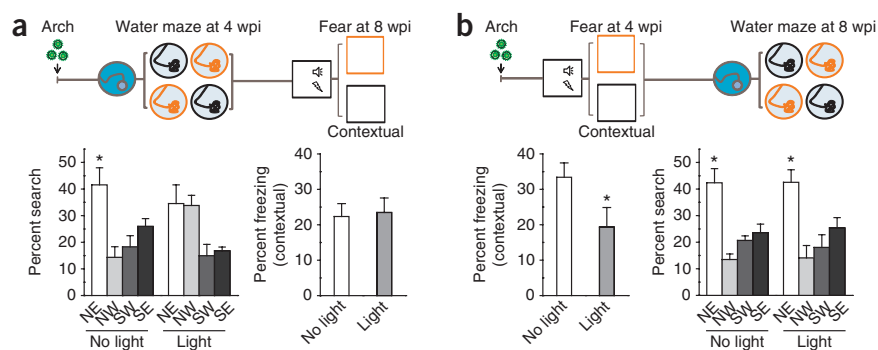 a
Arch
Water maze at 4 wpi
Fear at 8 wpi
Contextual
Percent search
50
40
30
20
10
*
NE
NW
SW
SE
NE
NW
SW
SE
No light
Light
Percent freezing
(contextual)
40
30
20
10
0
No light
Light
b
Arch
Fear at 4 wpi
Water maze at 8 wpi
Contextual
Percent freezing
(contextual)
40
30
20
10
0
*
No light
Light
Percent search
50
40
30
20
10
*
*
NE
NW
SW
SE
NE
NW
SW
SE
No light
Light